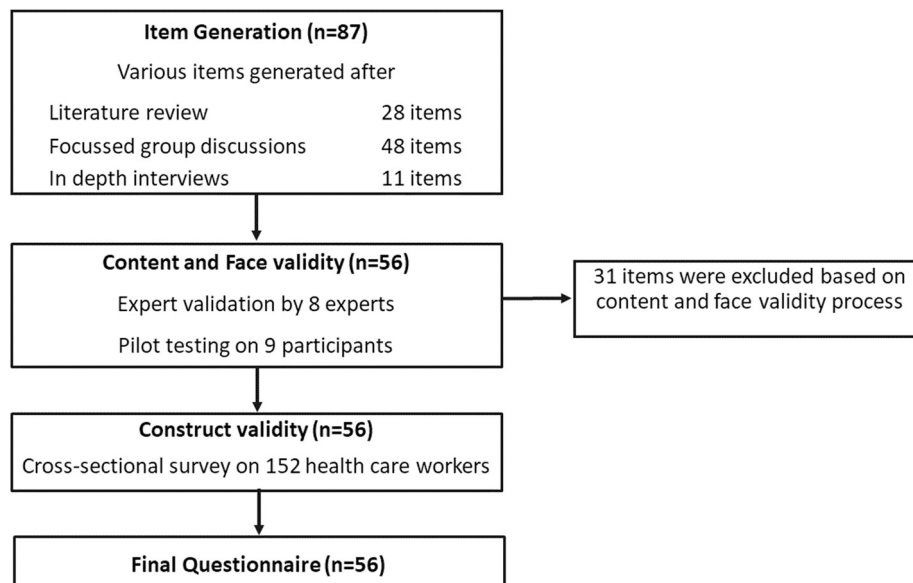 Item Generation (n=87)
Various items generated after
Literature review 28 items
Focussed group discussions 48 items
In depth interviews 11 items
Content and Face validity (n=56)
Expert validation by 8 experts
Pilot testing on 9 participants
31 items were excluded based on
content and face validity process
Construct validity (n=56)
Cross-sectional survey on 152 health care workers
Final Questionnaire (n=56)